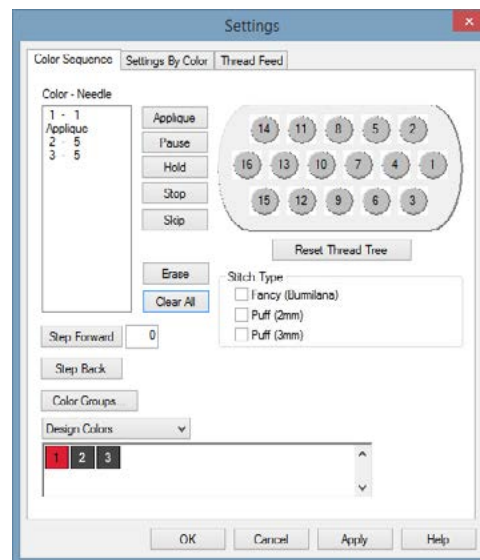 Settings
Color Sequence Settings By Color Thread Feed
Color - Needle
1 - 1
Applique
2 - 5
3 - 5
Applique
Pause
Hold
Stop
Skip
14 11 8 5 2
16 13 10 7 4 1
15 12 9 6 3
Reset Thread Tree
Erase
Clear All
Stitch Type
Fancy (Burmilana)
Puff (2mm)
Puff (3mm)
Step Forward 0
Step Back
Color Groups...
Design Colors
1 2 3
OK Cancel Apply Help